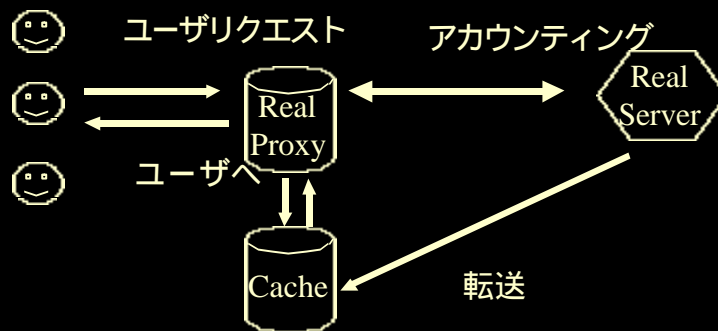 ユーザリクエスト
アカウンティング
Real
Proxy
Real
Server
ユーザへ
Cache
転送